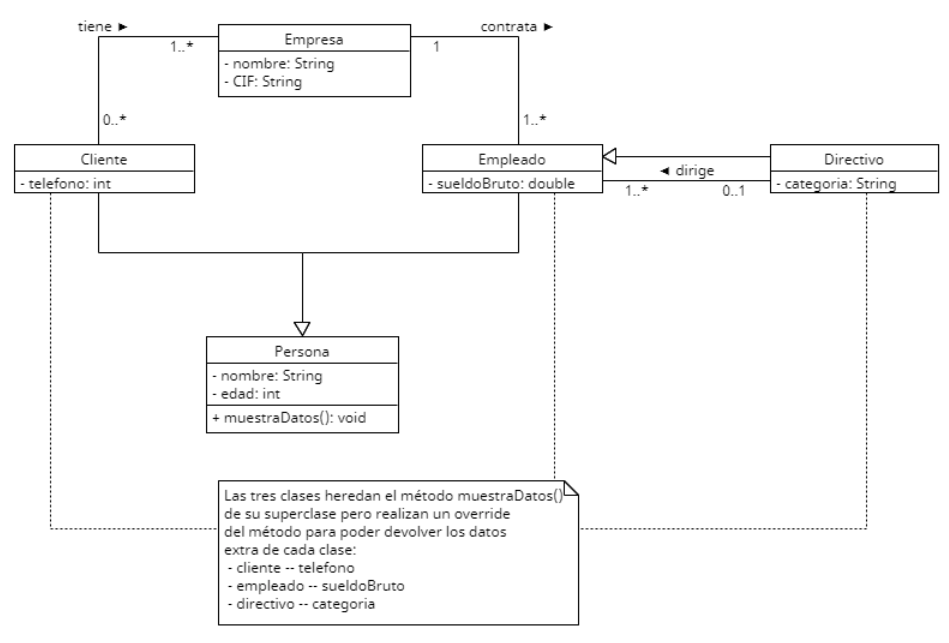 tiene ►
contrata ►
1..*
Empresa
1
- nombre: String
- CIF: String
0..*
1..*
Cliente
- telefono: int
Empleado
- sueldoBruto: double
◄ dirige
1..*
0..1
Directivo
- categoria: String
Persona
- nombre: String
- edad: int
+ muestraDatos(): void
Las tres clases heredan el método muestraDatos()
de su superclase pero realizan un override
del método para poder devolver los datos
extra de cada clase:
- cliente -- telefono
- empleado -- sueldoBruto
- directivo -- categoria